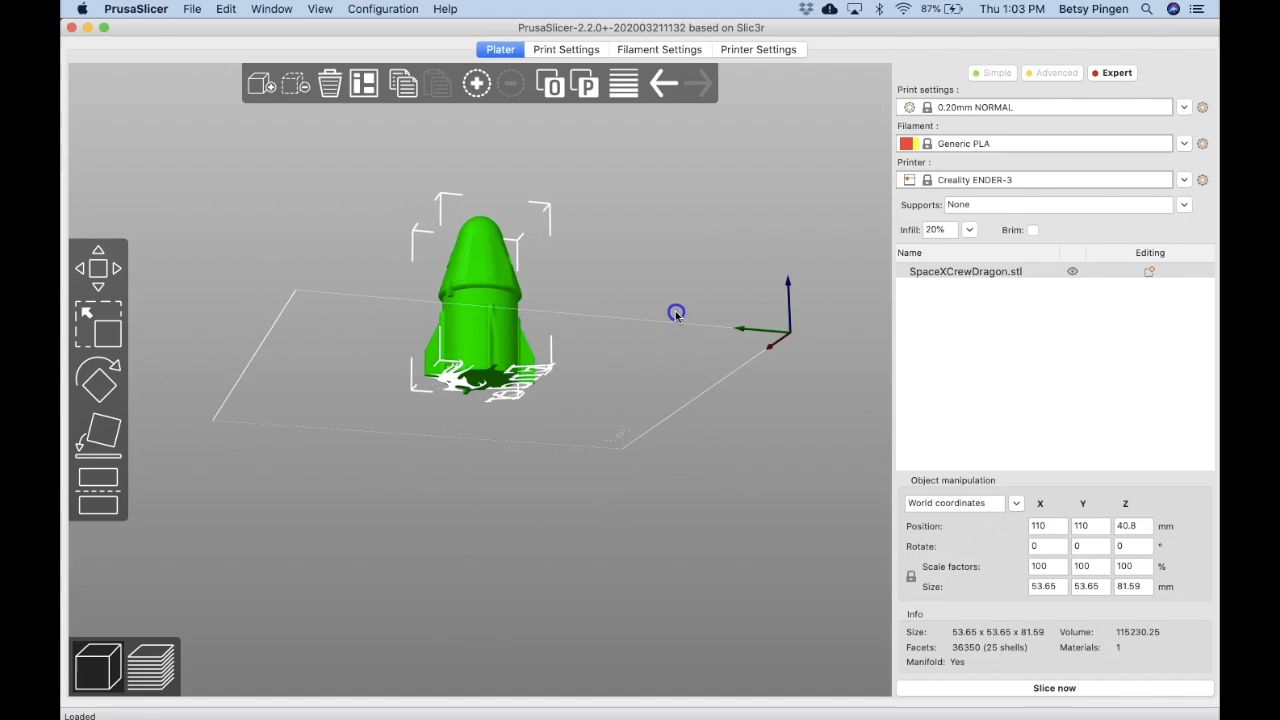 PrusaSlicer File Edit Window View Configuration Help 87% Thu 1:03 PM Betsy Pingen
PrusaSlicer-2.2.0+-202003211132 based on Slic3r
Plater Print Settings Filament Settings Printer Settings
Simple Advanced Expert
Print settings :
0.20mm NORMAL
Filament :
Generic PLA
Printer :
Creality ENDER-3
Supports: None
Infill: 20% Brim:
Name Editing
SpaceXCrewDragon.stl
Object manipulation
World coordinates X Y Z
Position: 110 110 40.8 mm
Rotate: 0 0 0 °
Scale factors: 100 100 100 %
Size: 53.65 53.65 81.59 mm
Info
Size: 53.65 x 53.65 x 81.59 Volume: 115230.25
Facets: 36350 (25 shells) Materials: 1
Manifold: Yes
Slice now
Loaded